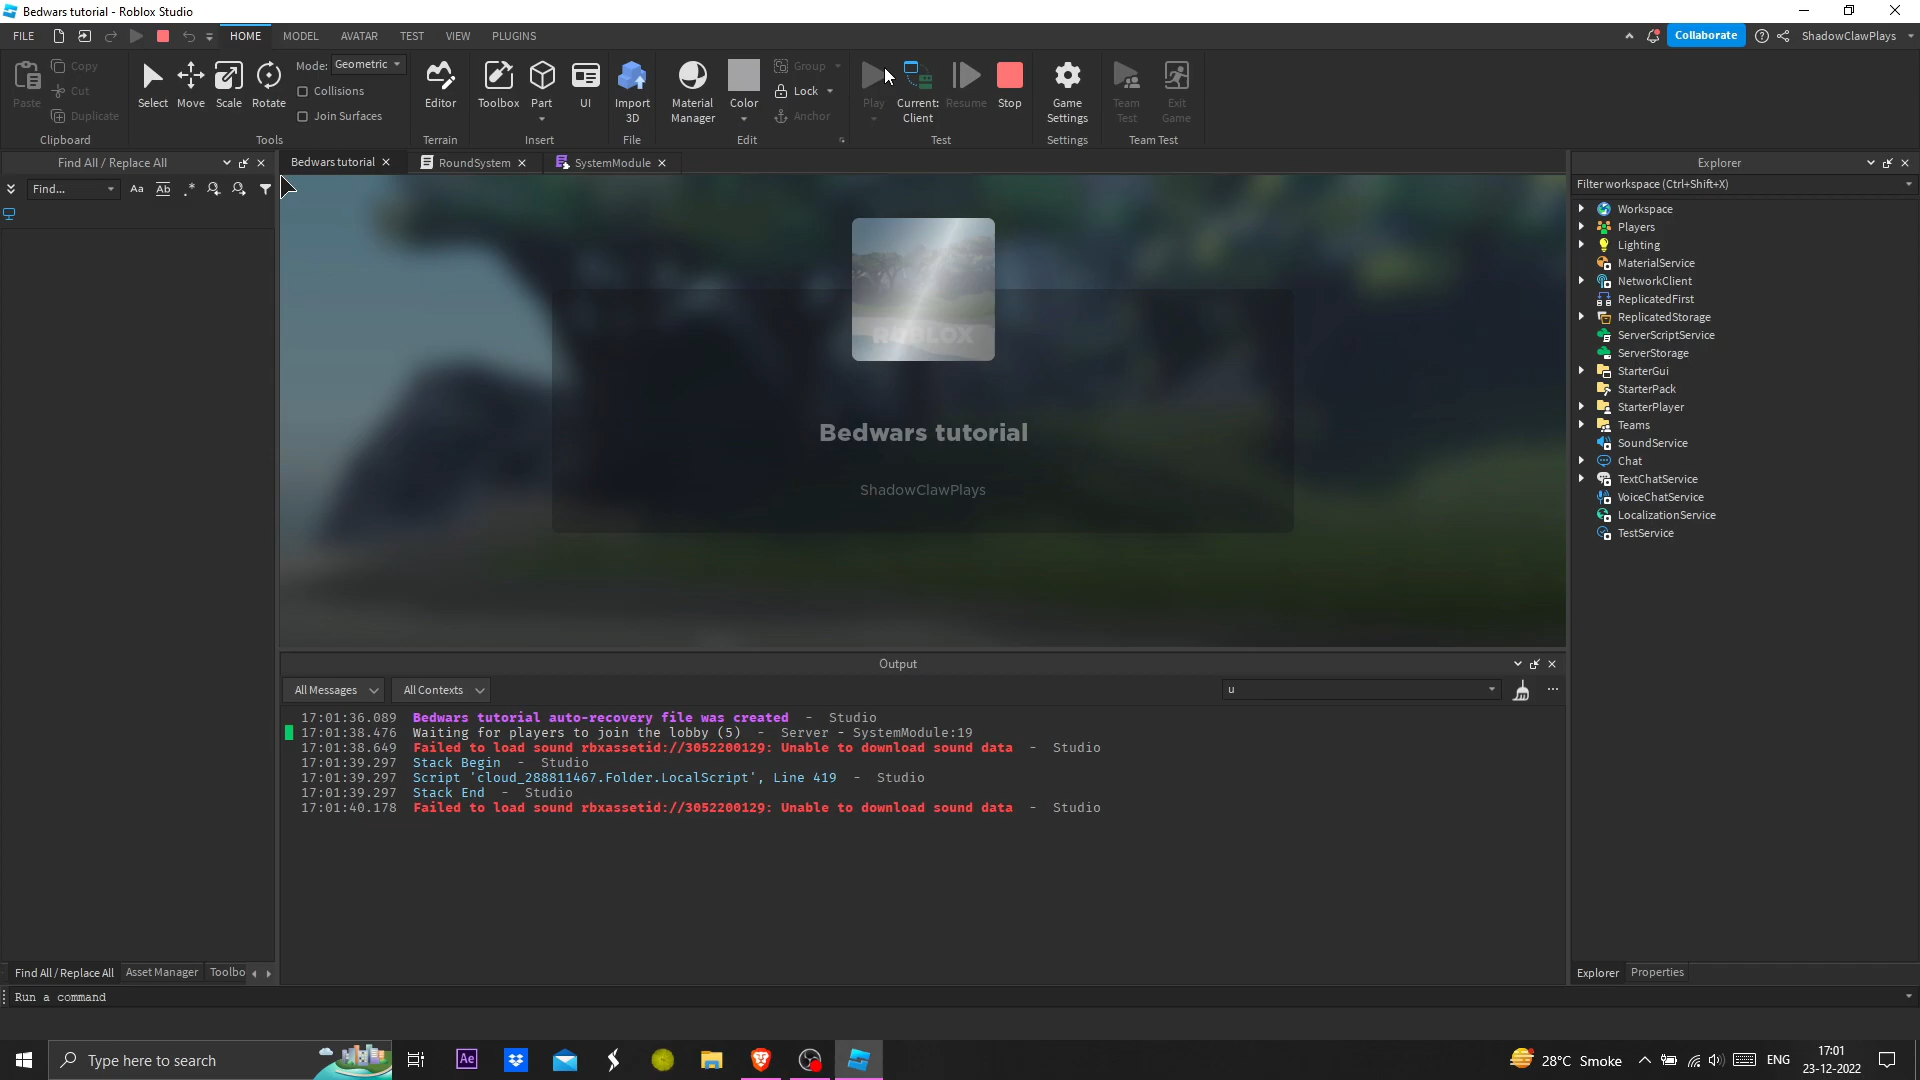 Bedwars tutorial - Roblox Studio
FILE HOME MODEL AVATAR TEST VIEW PLUGINS Collaborate ShadowClawPlays
Paste Copy Cut Duplicate
Clipboard
Select Move Scale Rotate
Mode: Geometric
Collisions
Join Surfaces
Tools
Editor
Terrain
Toolbox Part UI
Insert
Import
3D
File
Material
Manager
Color
Group
Lock
Anchor
Edit
Play
Current:
Client
Resume Stop
Test
Game
Settings
Settings
Team
Test
Exit
Game
Team Test
Find All / Replace All
Find...
Aa Ab .*
Bedwars tutorial RoundSystem SystemModule
ROBLOX
Bedwars tutorial
ShadowClawPlays
Explorer
Filter workspace (Ctrl+Shift+X)
Workspace
Players
Lighting
MaterialService
NetworkClient
ReplicatedFirst
ReplicatedStorage
ServerScriptService
ServerStorage
StarterGui
StarterPack
StarterPlayer
Teams
SoundService
Chat
TextChatService
VoiceChatService
LocalizationService
TestService
Output
All Messages All Contexts u
17:01:36.089 Bedwars tutorial auto-recovery file was created - Studio
17:01:38.476 Waiting for players to join the lobby (5) - Server - SystemModule:19
17:01:38.649 Failed to load sound rbxassetid://3052200129: Unable to download sound data - Studio
17:01:39.297 Stack Begin - Studio
17:01:39.297 Script 'cloud_288811467.Folder.LocalScript', Line 419 - Studio
17:01:39.297 Stack End - Studio
17:01:40.178 Failed to load sound rbxassetid://3052200129: Unable to download sound data - Studio
Find All / Replace All Asset Manager Toolbo
Explorer Properties
Run a command
Type here to search
Ae
28°C Smoke
ENG
17:01
23-12-2022